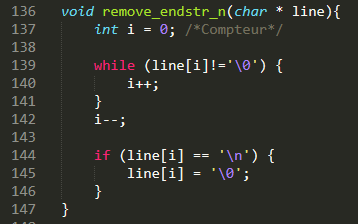 136 void remove_endstr_n(char * line){
137     int i = 0; /*Compteur*/
138
139     while (line[i]!='\0') {
140         i++;
141     }
142     i--;
143
144     if (line[i] == '\n') {
145         line[i] = '\0';
146     }
147 }